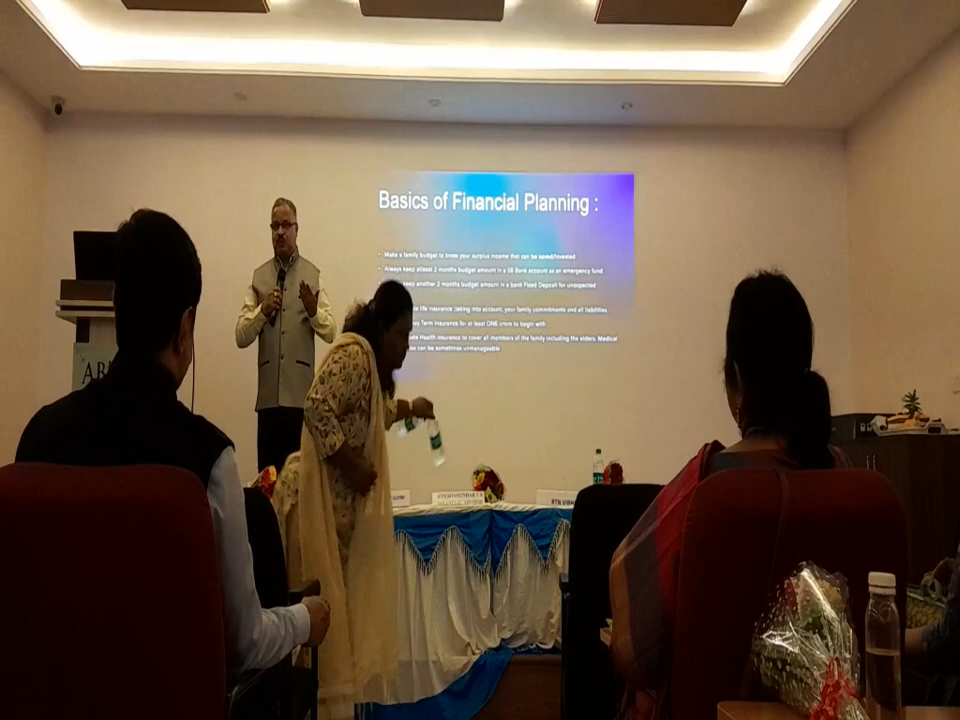 Basics of Financial Planning :
Make a family budget to know your surplus income that can be saved/invested
Always keep atleast 2 months budget amount in a SB Bank account as an emergency fund
keep another 2 months budget amount in a bank Fixed Deposit for unexpected
life insurance ,taking into account, your family commitments and all liabilities.
Term Insurance for at least ONE crore to begin with
Health Insurance to cover all members of the family including the elders. Medical
can be sometimes unmanageable
AR
FINANCIAL ADVISOR
RTN